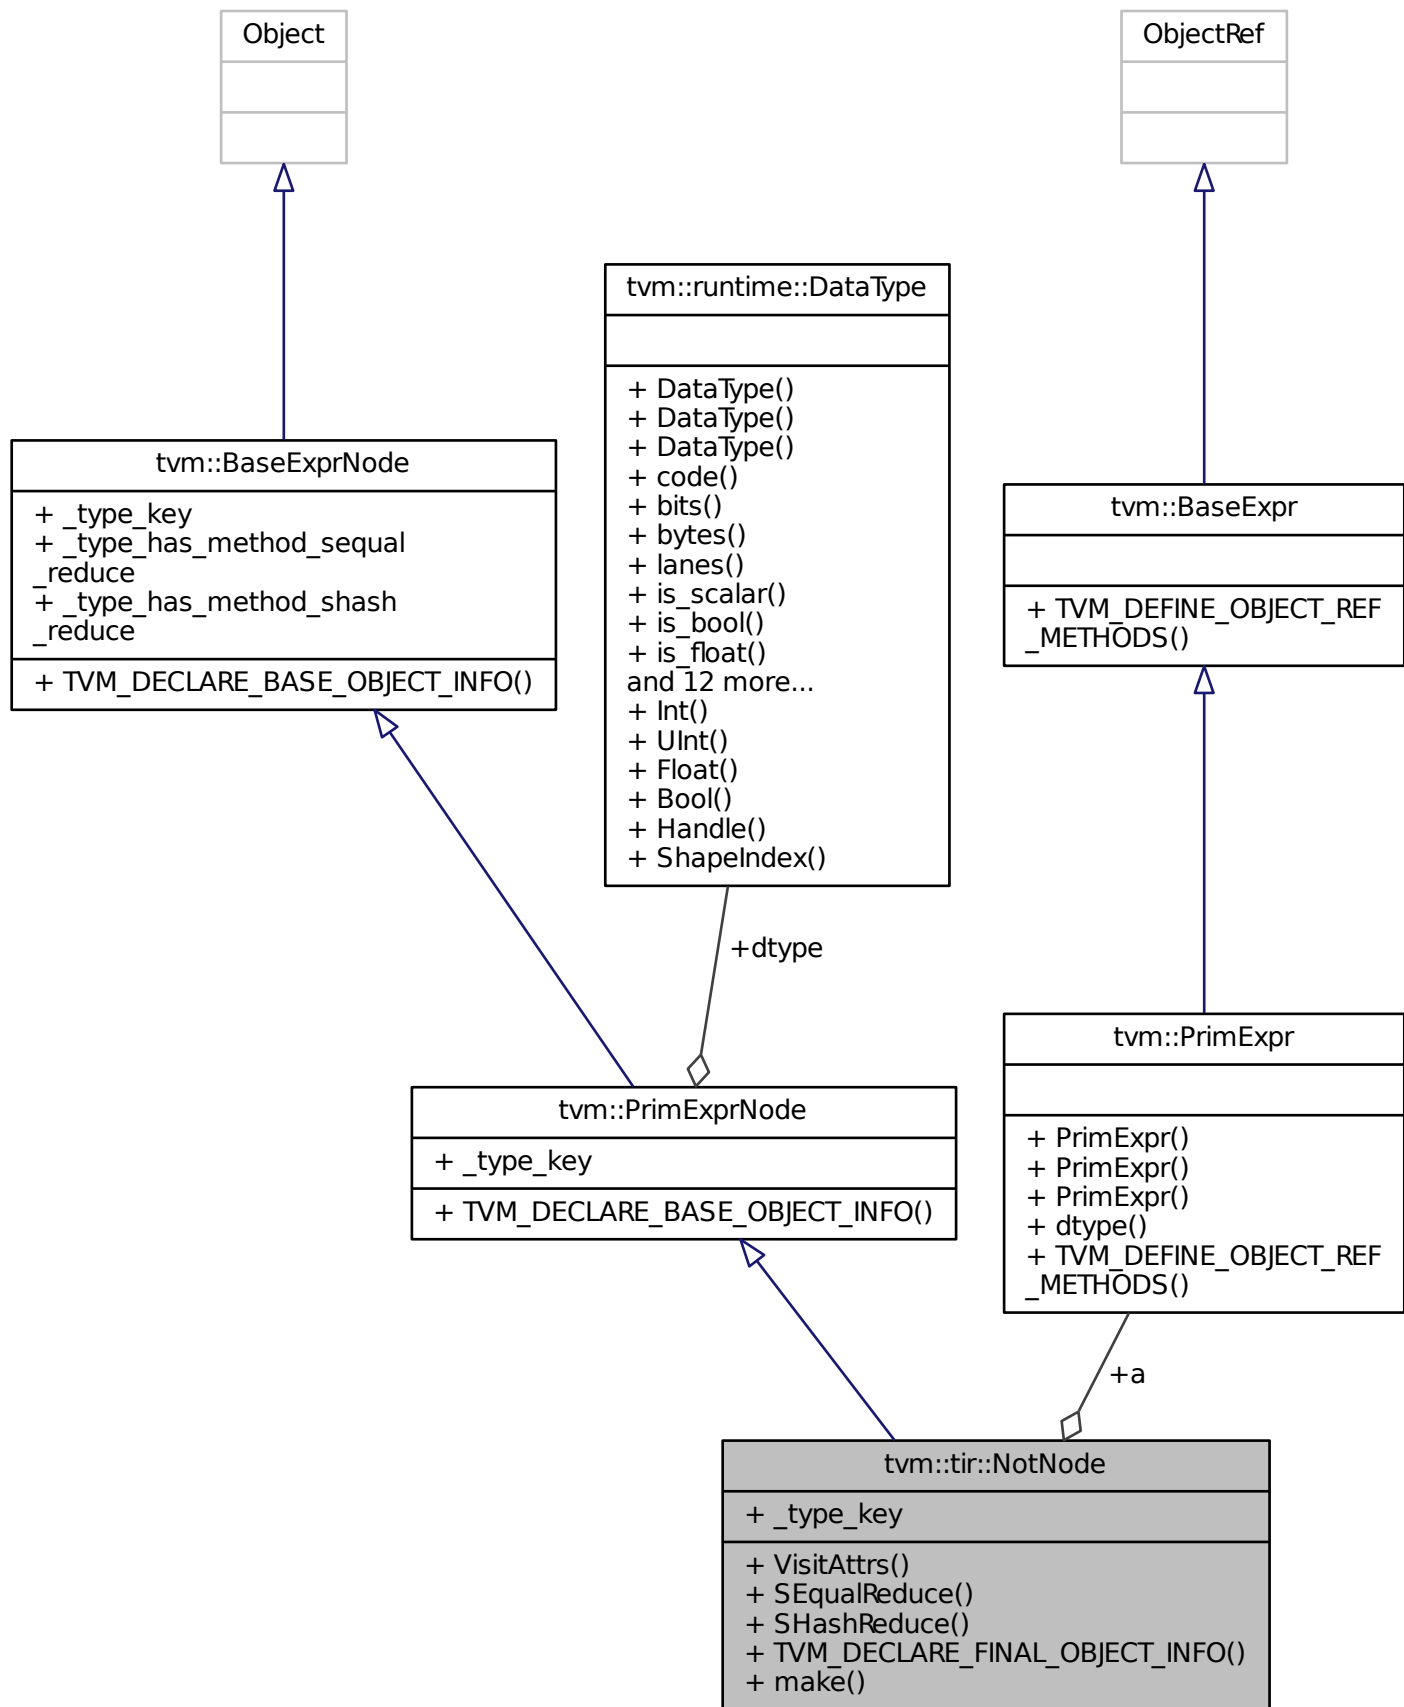 Object
ObjectRef
tvm::runtime::DataType
+ DataType()
+ DataType()
+ DataType()
+ code()
+ bits()
+ bytes()
+ lanes()
+ is_scalar()
+ is_bool()
+ is_float()
and 12 more...
+ Int()
+ UInt()
+ Float()
+ Bool()
+ Handle()
+ ShapeIndex()
tvm::BaseExprNode
+ _type_key
+ _type_has_method_sequal
_reduce
+ _type_has_method_shash
_reduce
+ TVM_DECLARE_BASE_OBJECT_INFO()
tvm::BaseExpr
+ TVM_DEFINE_OBJECT_REF
_METHODS()
+dtype
tvm::PrimExprNode
+ _type_key
+ TVM_DECLARE_BASE_OBJECT_INFO()
tvm::PrimExpr
+ PrimExpr()
+ PrimExpr()
+ PrimExpr()
+ dtype()
+ TVM_DEFINE_OBJECT_REF
_METHODS()
+a
tvm::tir::NotNode
+ _type_key
+ VisitAttrs()
+ SEqualReduce()
+ SHashReduce()
+ TVM_DECLARE_FINAL_OBJECT_INFO()
+ make()